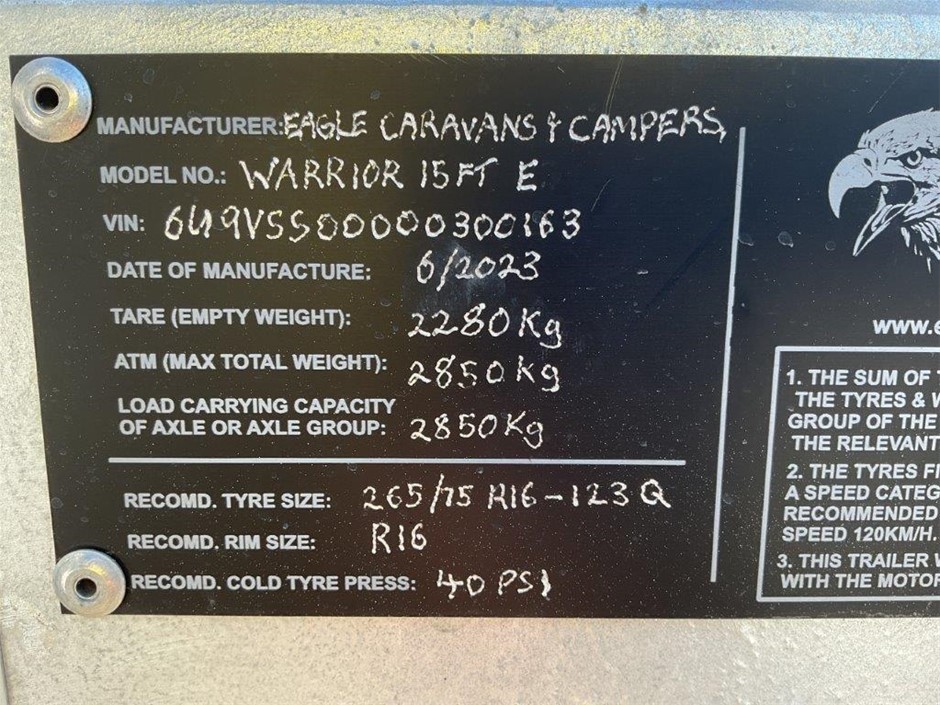 MANUFACTURER: EAGLE CARAVANS & CAMPERS,
MODEL NO.: WARRIOR 15FT E
VIN: 6U9VSS00000300163
DATE OF MANUFACTURE: 6/2023
TARE (EMPTY WEIGHT): 2280Kg
ATM (MAX TOTAL WEIGHT): 2850kg
LOAD CARRYING CAPACITY
OF AXLE OR AXLE GROUP: 2850Kg
RECOMD. TYRE SIZE: 265/75 R16-123Q
RECOMD. RIM SIZE: R16
RECOMD. COLD TYRE PRESS: 40 PSI
WWW.
1. THE SUM OF
THE TYRES &
GROUP OF THE
THE RELEVANT
2. THE TYRES
A SPEED CATEG
RECOMMENDED
SPEED 120KM/H.
3. THIS TRAILER
WITH THE MOTOR